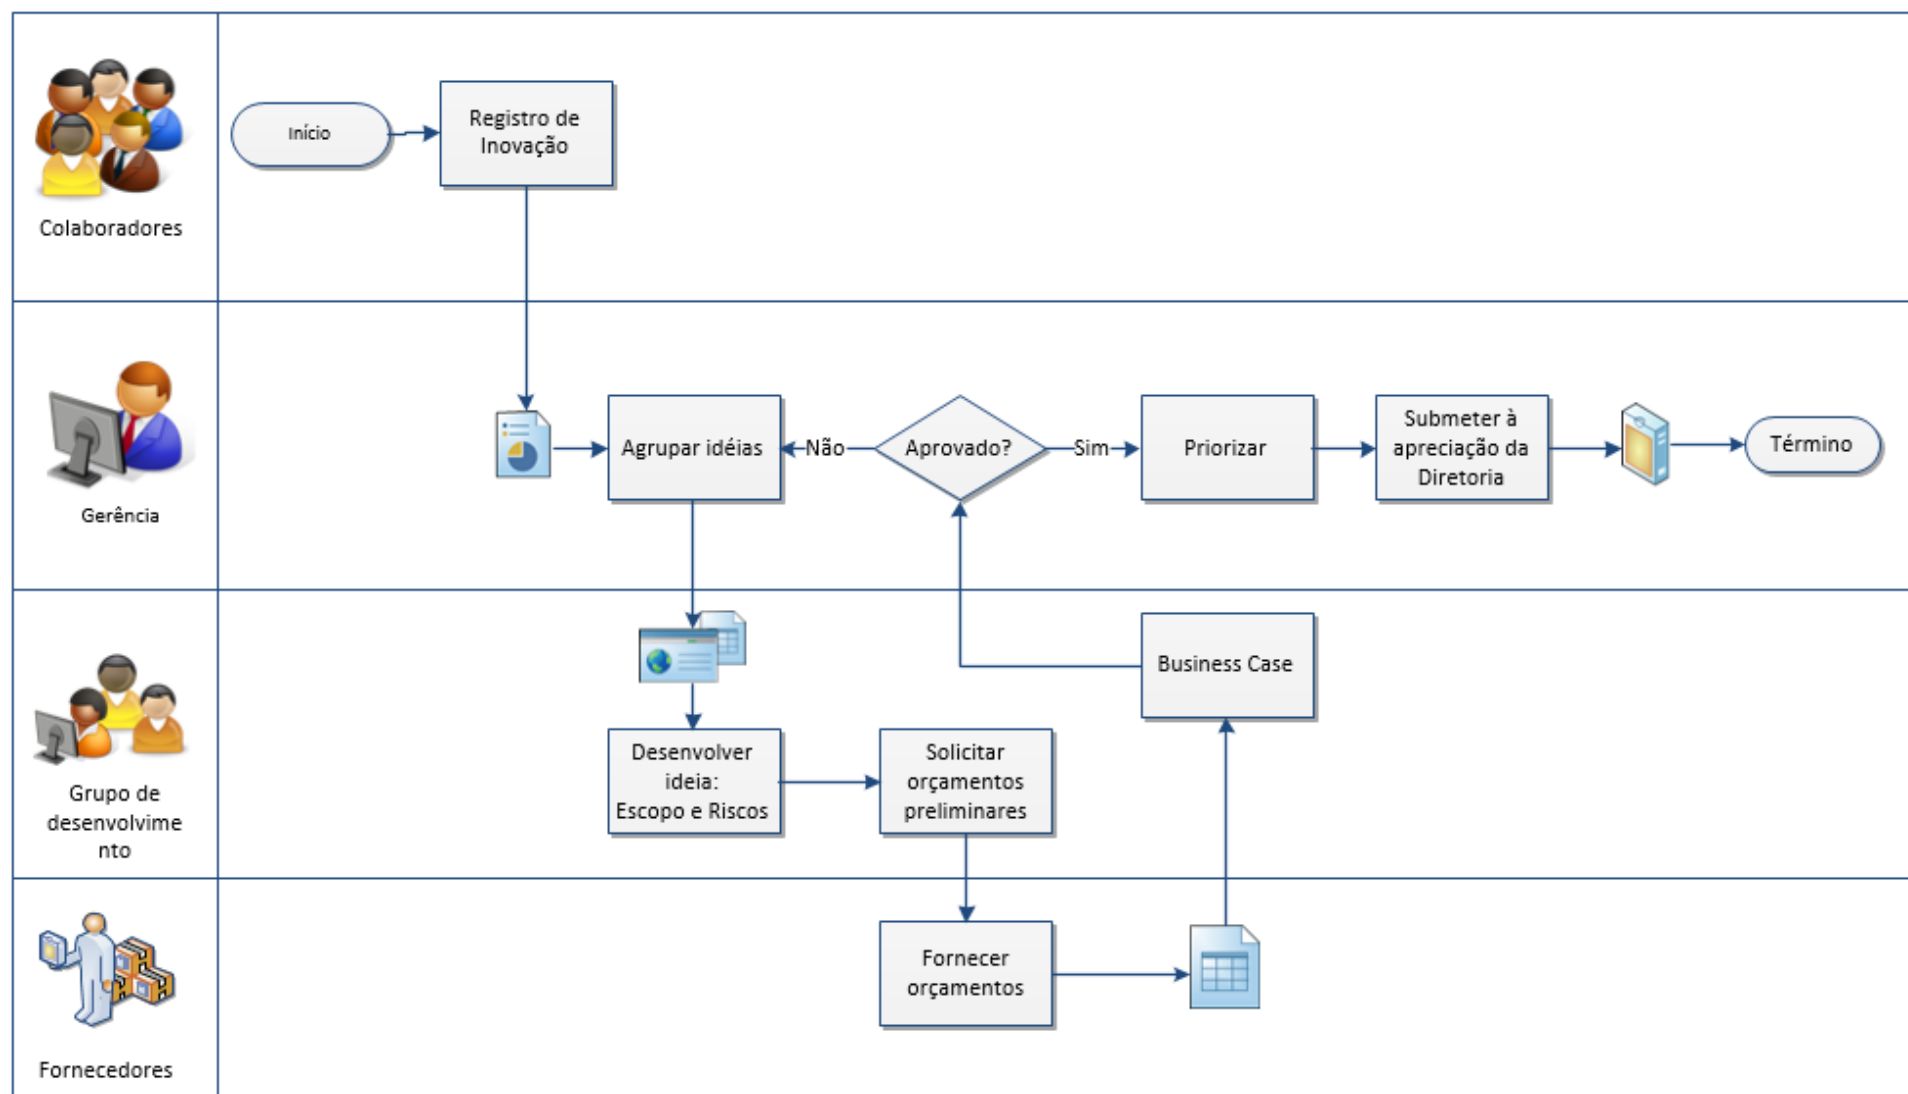 Início
Registro de
Inovação
Colaboradores
Agrupar idéias
Não
Aprovado?
Sim
Priorizar
Submeter à
apreciação da
Diretoria
Término
Gerência
Business Case
Desenvolver
ideia:
Escopo e Riscos
Solicitar
orçamentos
preliminares
Grupo de
desenvolvime
nto
Fornecer
orçamentos
Fornecedores